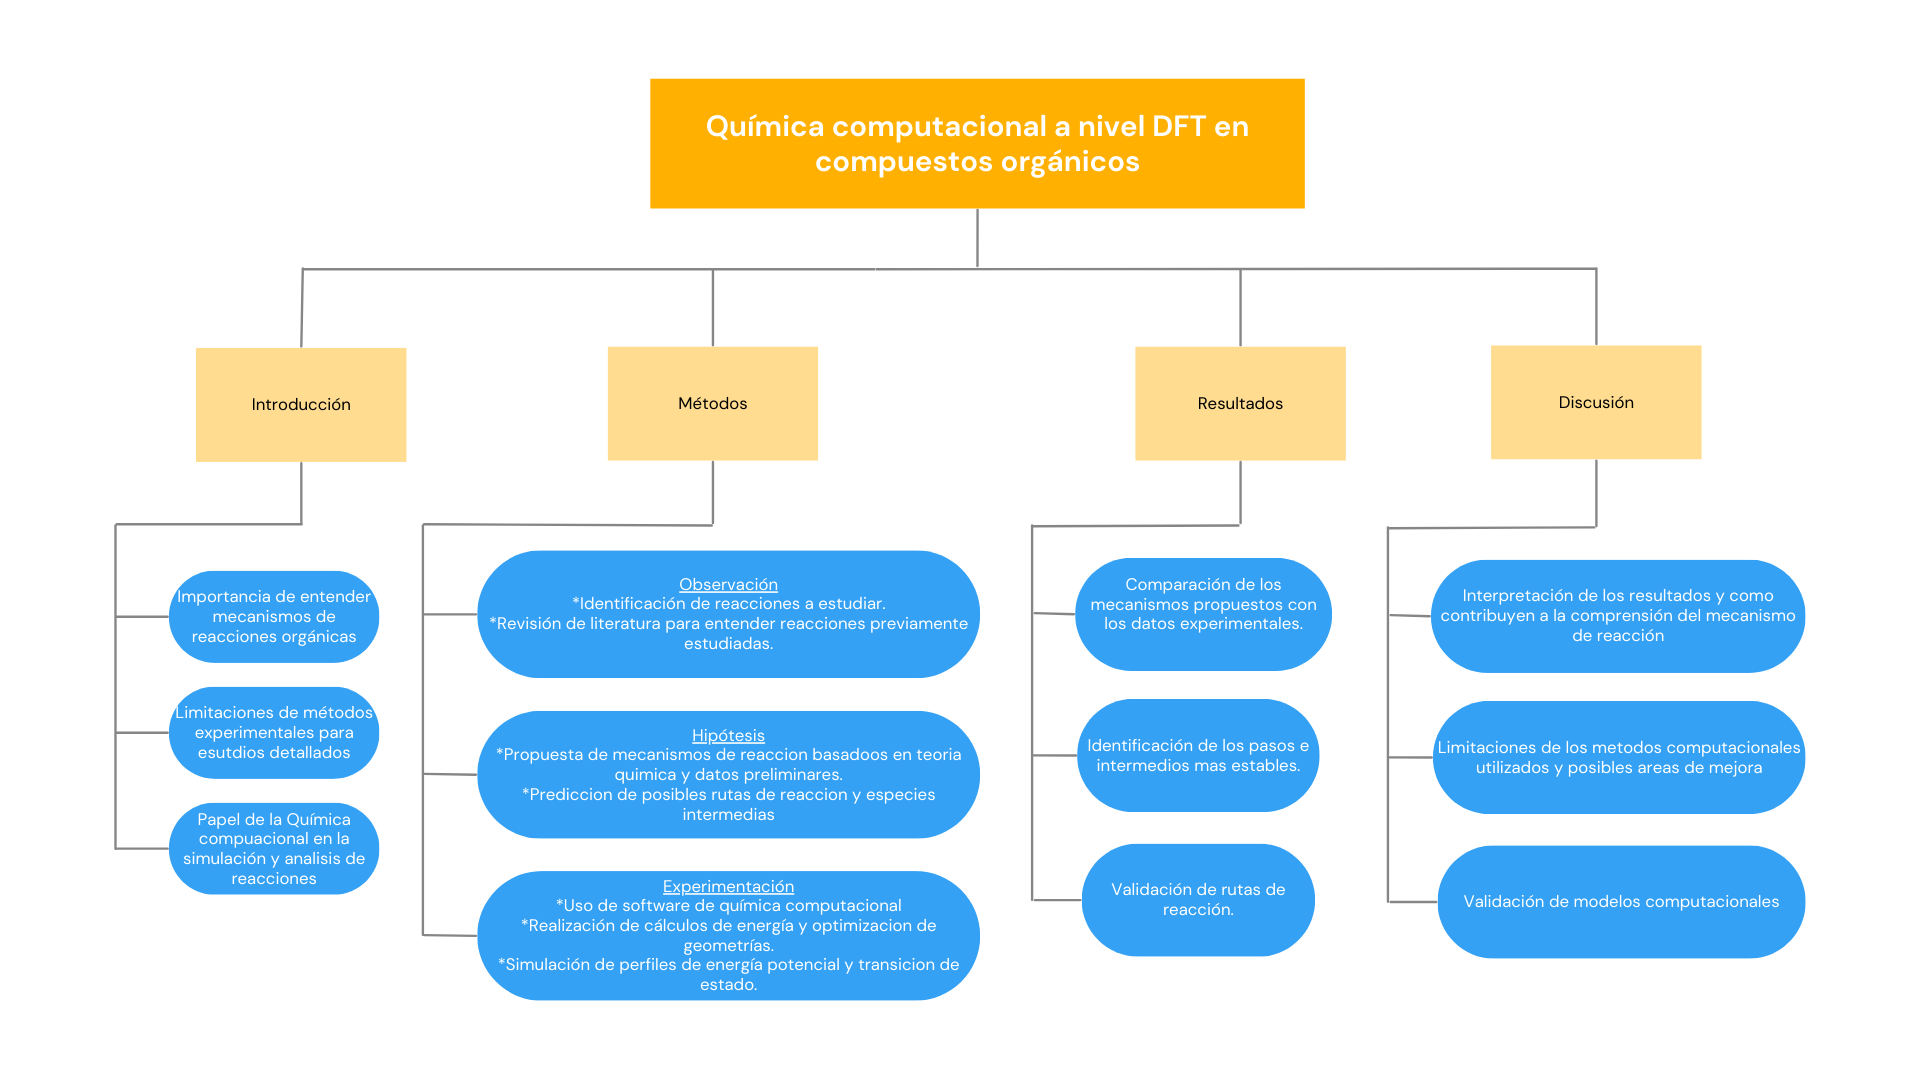 Química computacional a nivel DFT en
compuestos orgánicos
Introducción
Métodos
Resultados
Discusión
Importancia de entender
mecanismos de
reacciones orgánicas
Limitaciones de métodos
experimentales para
esutdios detallados
Papel de la Química
compuacional en la
simulación y analisis de
reacciones
Observación
*Identificación de reacciones a estudiar.
*Revisión de literatura para entender reacciones previamente
estudiadas.
Hipótesis
*Propuesta de mecanismos de reaccion basadoos en teoria
quimica y datos preliminares.
*Prediccion de posibles rutas de reaccion y especies
intermedias
Experimentación
*Uso de software de química computacional
*Realización de cálculos de energía y optimizacion de
geometrías.
*Simulación de perfiles de energía potencial y transicion de
estado.
Comparación de los
mecanismos propuestos con
los datos experimentales.
Identificación de los pasos e
intermedios mas estables.
Validación de rutas de
reacción.
Interpretación de los resultados y como
contribuyen a la comprensión del mecanismo
de reacción
Limitaciones de los metodos computacionales
utilizados y posibles areas de mejora
Validación de modelos computacionales